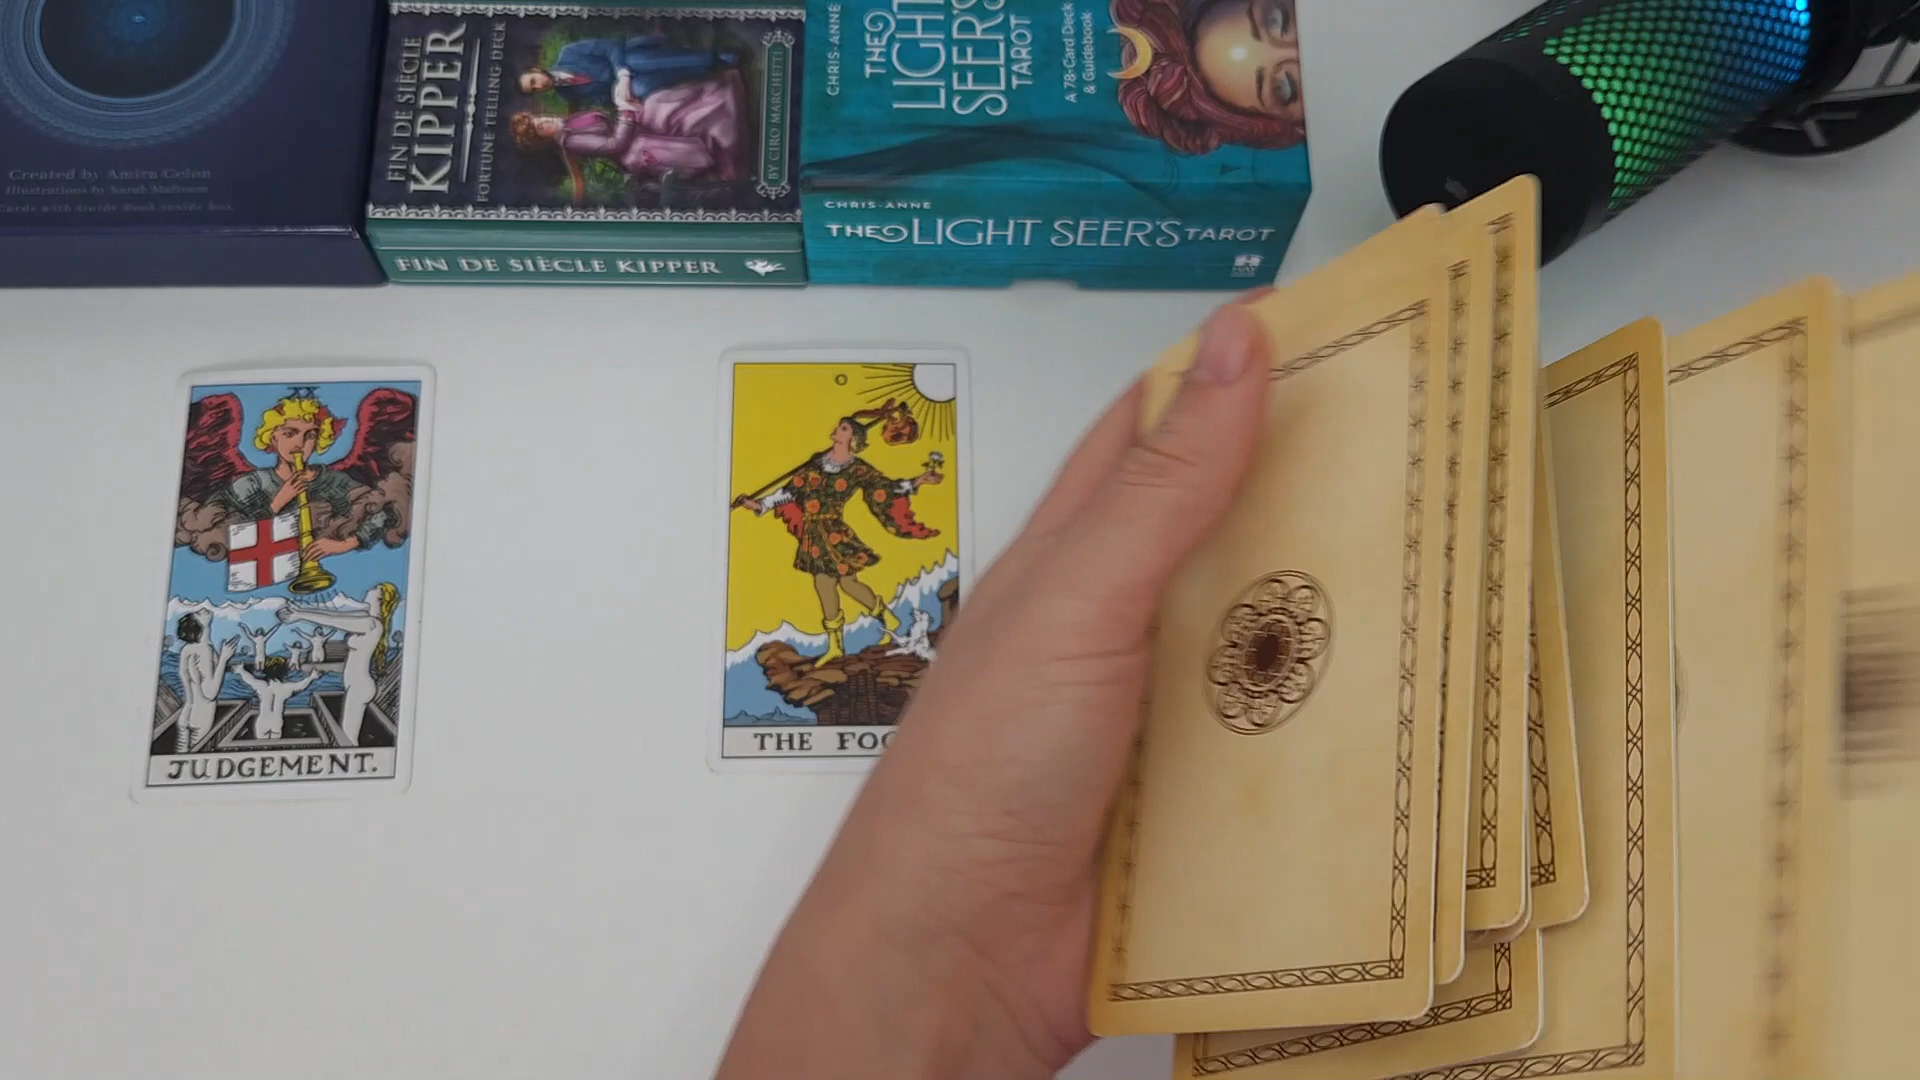 Created by Amira Celon
Illustrations by Sarah
Cards with Guide Book inside box.
FIN DE SIÈCLE
KIPPER
FORTUNE TELLING DECK
BY CIRO MARCHETTI
FIN DE SIÈCLE KIPPER
CHRIS-ANNE
THE
LIGHT
SEER'S
TAROT
A 78-Card Deck
& Guidebook
CHRIS-ANNE
THE LIGHT SEER'S TAROT
HAY
XX
JUDGEMENT.
0
THE FOO